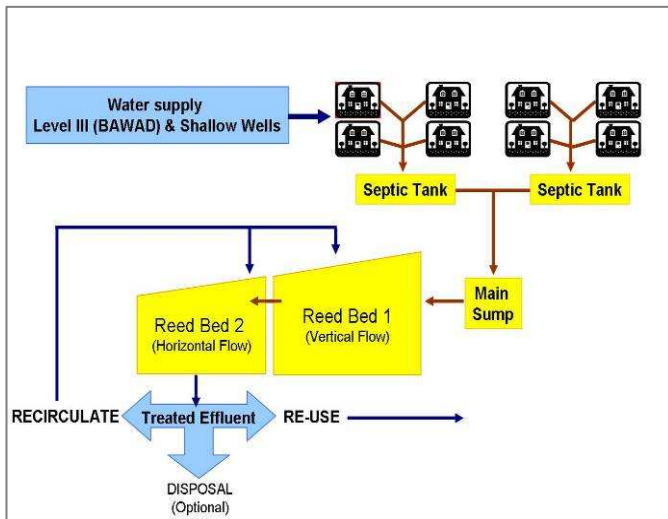 Water supply
Level III (BAWAD) & Shallow Wells
Septic Tank
Septic Tank
Main
Sump
Reed Bed 1
(Vertical Flow)
Reed Bed 2
(Horizontal Flow)
RECIRCULATE
Treated Effluent
RE-USE
DISPOSAL
(Optional)